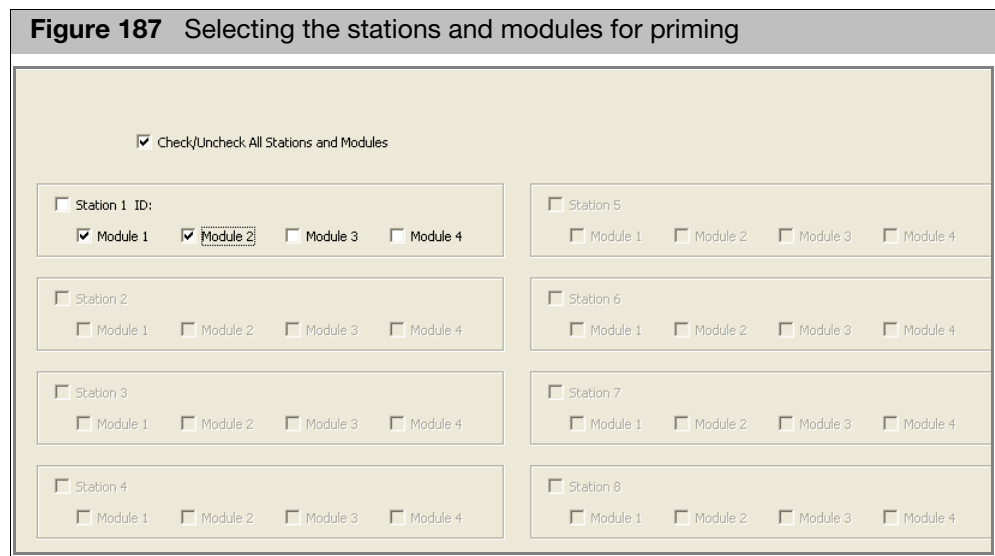 Figure 187 Selecting the stations and modules for priming
Check/Uncheck All Stations and Modules
Station 1 ID:
Module 1 Module 2 Module 3 Module 4
Station 2
Module 1 Module 2 Module 3 Module 4
Station 3
Module 1 Module 2 Module 3 Module 4
Station 4
Module 1 Module 2 Module 3 Module 4
Station 5
Module 1 Module 2 Module 3 Module 4
Station 6
Module 1 Module 2 Module 3 Module 4
Station 7
Module 1 Module 2 Module 3 Module 4
Station 8
Module 1 Module 2 Module 3 Module 4